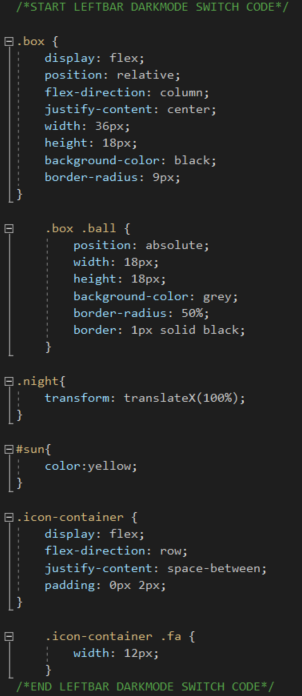 /*START LEFTBAR DARKMODE SWITCH CODE*/
.box {
display: flex;
position: relative;
flex-direction: column;
justify-content: center;
width: 36px;
height: 18px;
background-color: black;
border-radius: 9px;
}
.box .ball {
position: absolute;
width: 18px;
height: 18px;
background-color: grey;
border-radius: 50%;
border: 1px solid black;
}
.night{
transform: translateX(100%);
}
#sun{
color:yellow;
}
.icon-container {
display: flex;
flex-direction: row;
justify-content: space-between;
padding: 0px 2px;
}
.icon-container .fa {
width: 12px;
}
/*END LEFTBAR DARKMODE SWITCH CODE*/